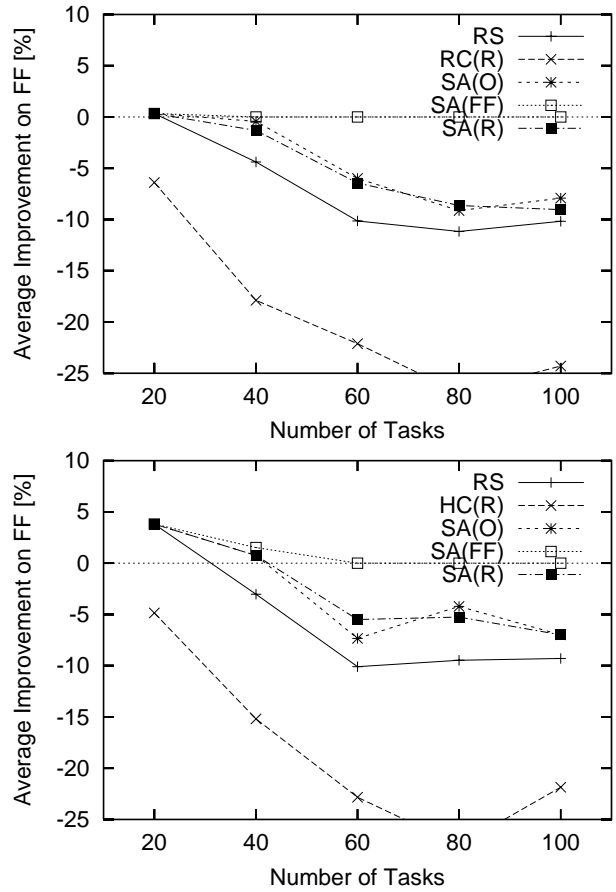 10
5
0
-5
-10
-15
-20
-25
Average Improvement on FF [%]
RS
RC(R)
SA(O)
SA(FF)
SA(R)
20 40 60 80 100
Number of Tasks
10
5
0
-5
-10
-15
-20
-25
Average Improvement on FF [%]
RS
HC(R)
SA(O)
SA(FF)
SA(R)
20 40 60 80 100
Number of Tasks